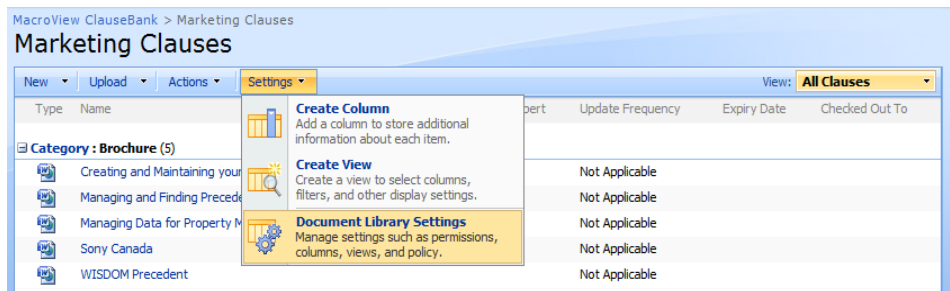 MacroView ClauseBank > Marketing Clauses
Marketing Clauses
New Upload Actions Settings View: All Clauses
Type Name pert Update Frequency Expiry Date Checked Out To
Create Column
Add a column to store additional
information about each item.
Category : Brochure (5)
Create View
Creating and Maintaining your Not Applicable
Create a view to select columns,
filters, and other display settings.
Managing and Finding Precede Not Applicable
Document Library Settings
Managing Data for Property M Not Applicable
Manage settings such as permissions,
columns, views, and policy.
Sony Canada Not Applicable
WISDOM Precedent Not Applicable